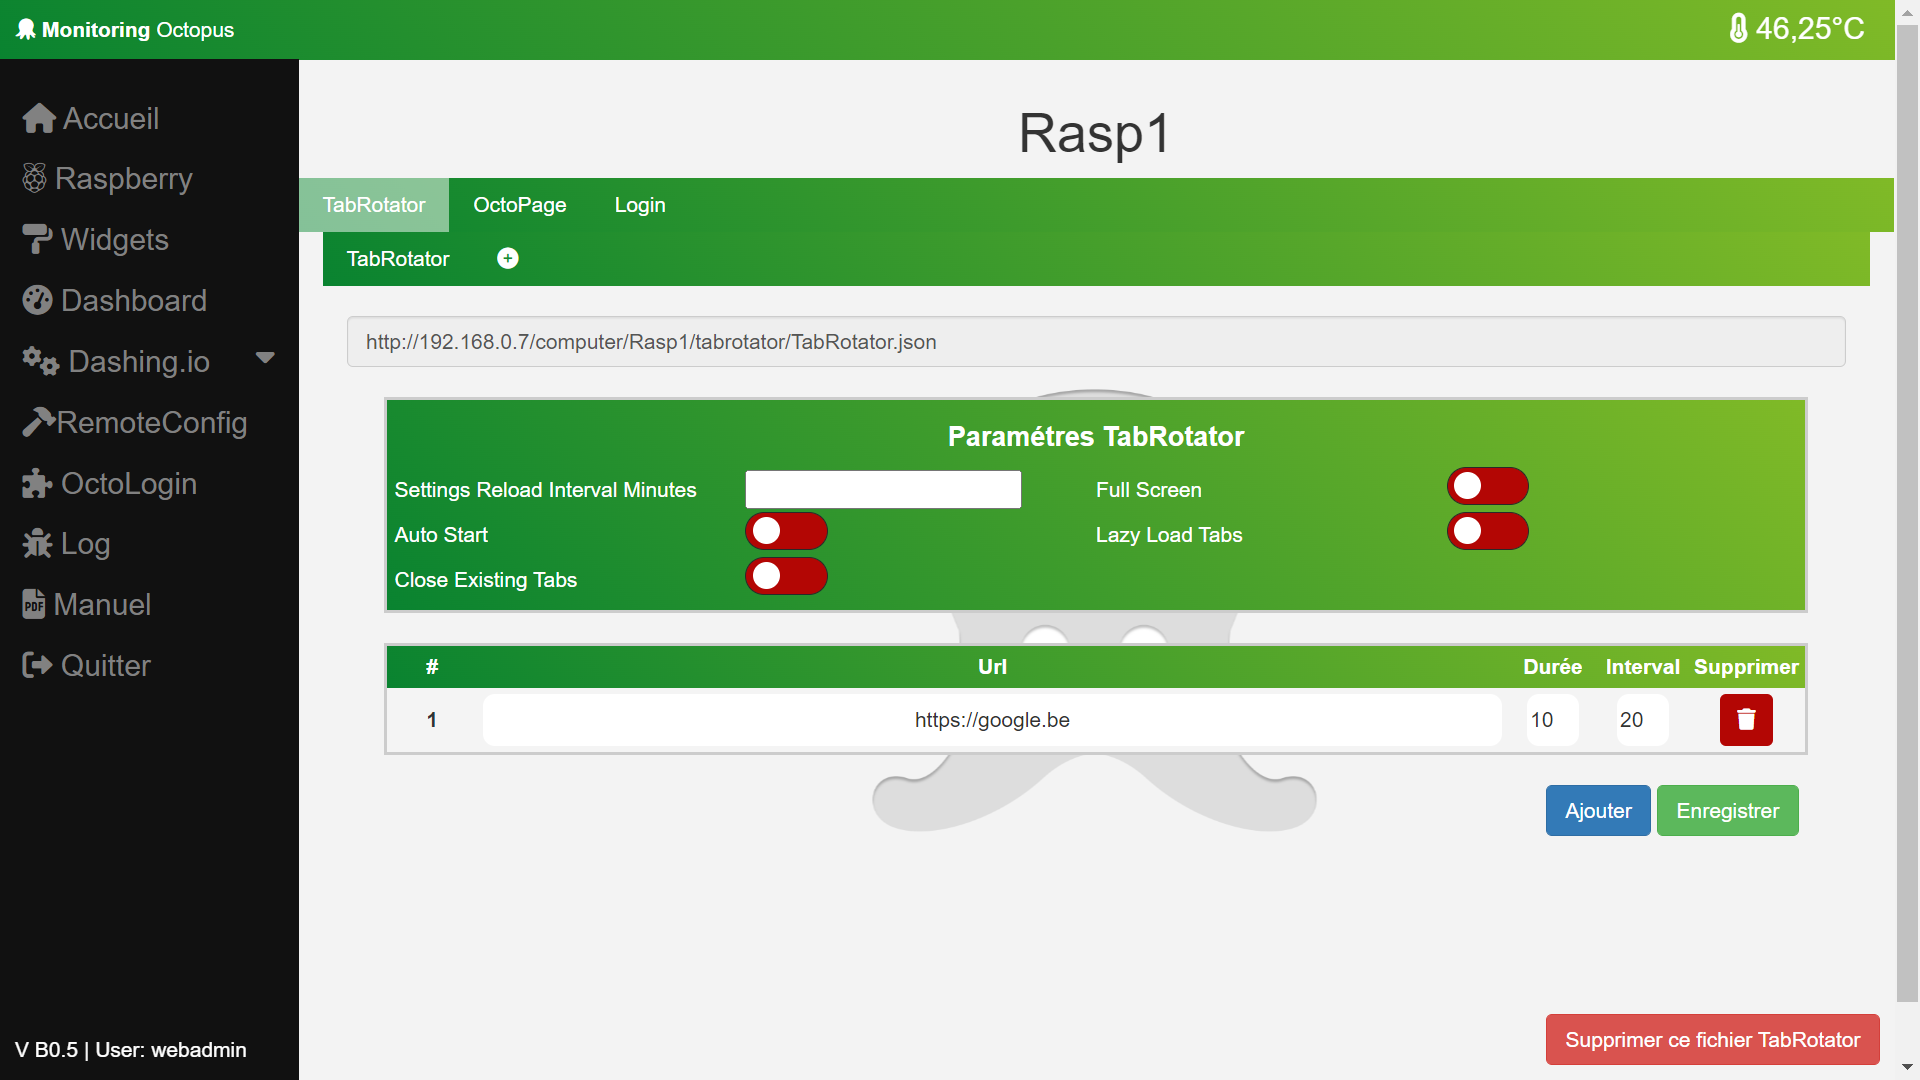 Monitoring Octopus
46,25°C
Accueil
Raspberry
Widgets
Dashboard
Dashing.io
RemoteConfig
OctoLogin
Log
PDF Manuel
Quitter
V B0.5 | User: webadmin
Rasp1
TabRotator OctoPage Login
TabRotator
http://192.168.0.7/computer/Rasp1/tabrotator/TabRotator.json
Paramétres TabRotator
Settings Reload Interval Minutes Full Screen
Auto Start Lazy Load Tabs
Close Existing Tabs
# Url Durée Interval Supprimer
1 https://google.be 10 20
Ajouter Enregistrer
Supprimer ce fichier TabRotator